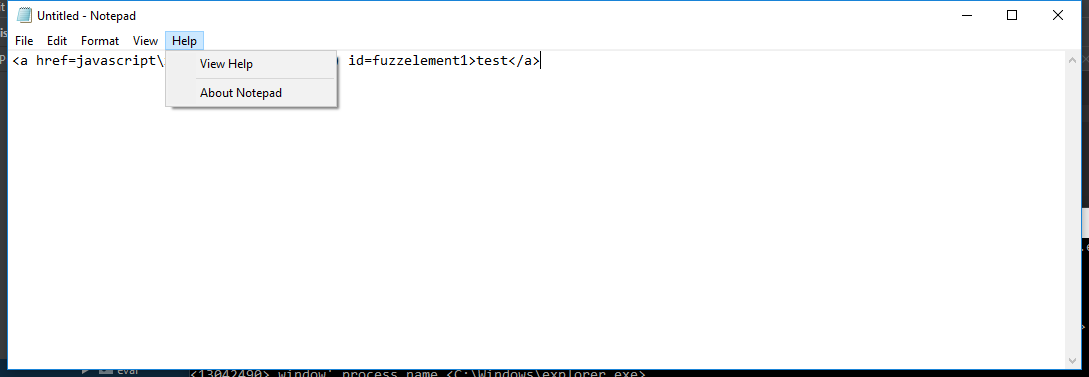 Untitled - Notepad
File Edit Format View Help
<a href=javascript\ ) id=fuzzelement1>test</a>
View Help
About Notepad
eval
<13042490> window' process name <C:\Windows\explorer.exe>